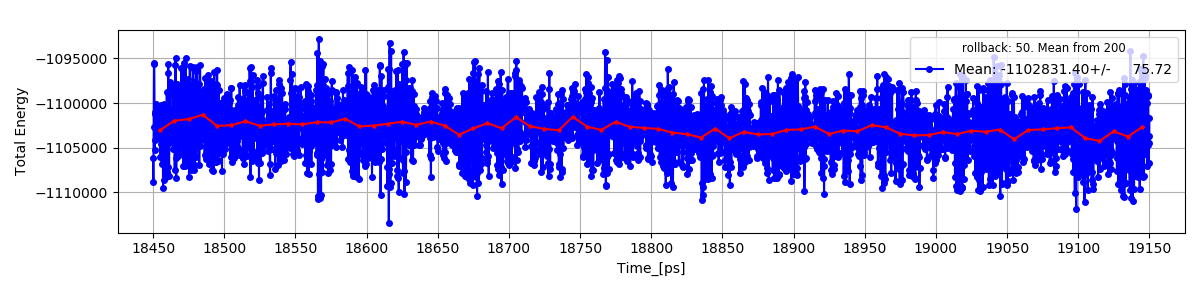 rollback: 50. Mean from 200
Mean: -1102831.40+/- 75.72
Total Energy
−1095000
−1100000
−1105000
−1110000
18450 18500 18550 18600 18650 18700 18750 18800 18850 18900 18950 19000 19050 19100 19150
Time_[ps]